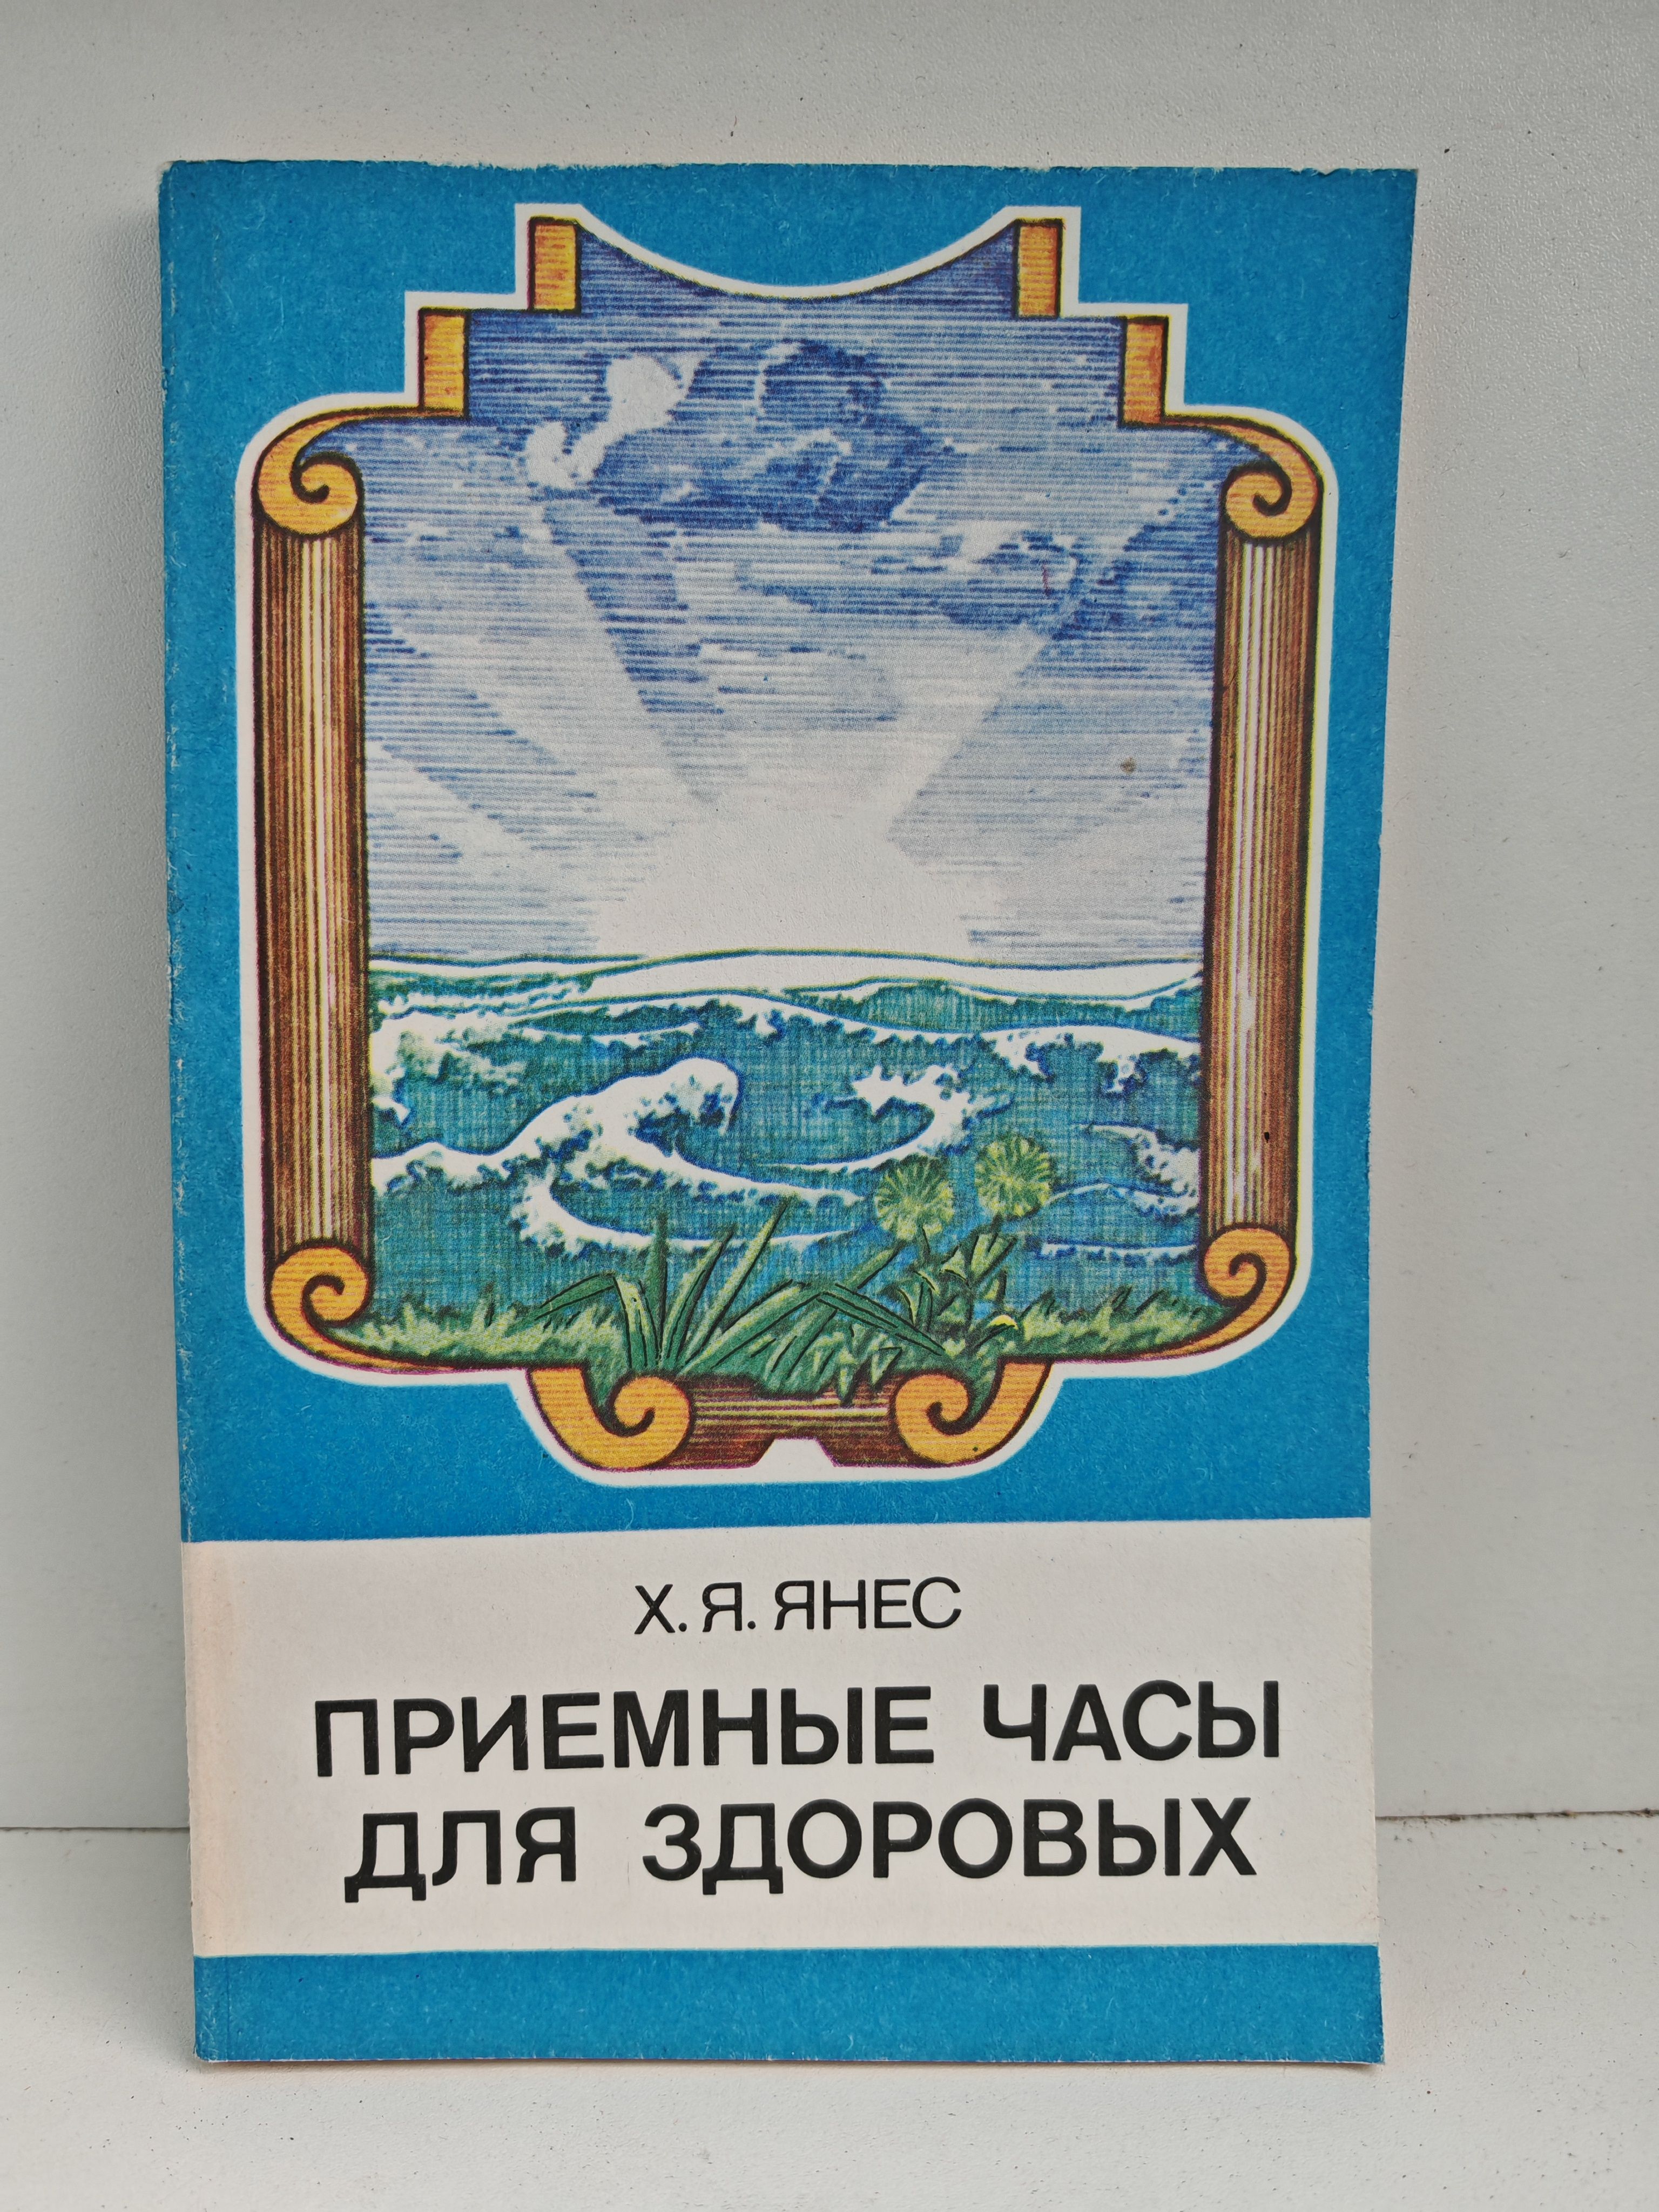 Х. Я. ЯНЕС
ПРИЕМНЫЕ ЧАСЫ
ДЛЯ ЗДОРОВЫХ